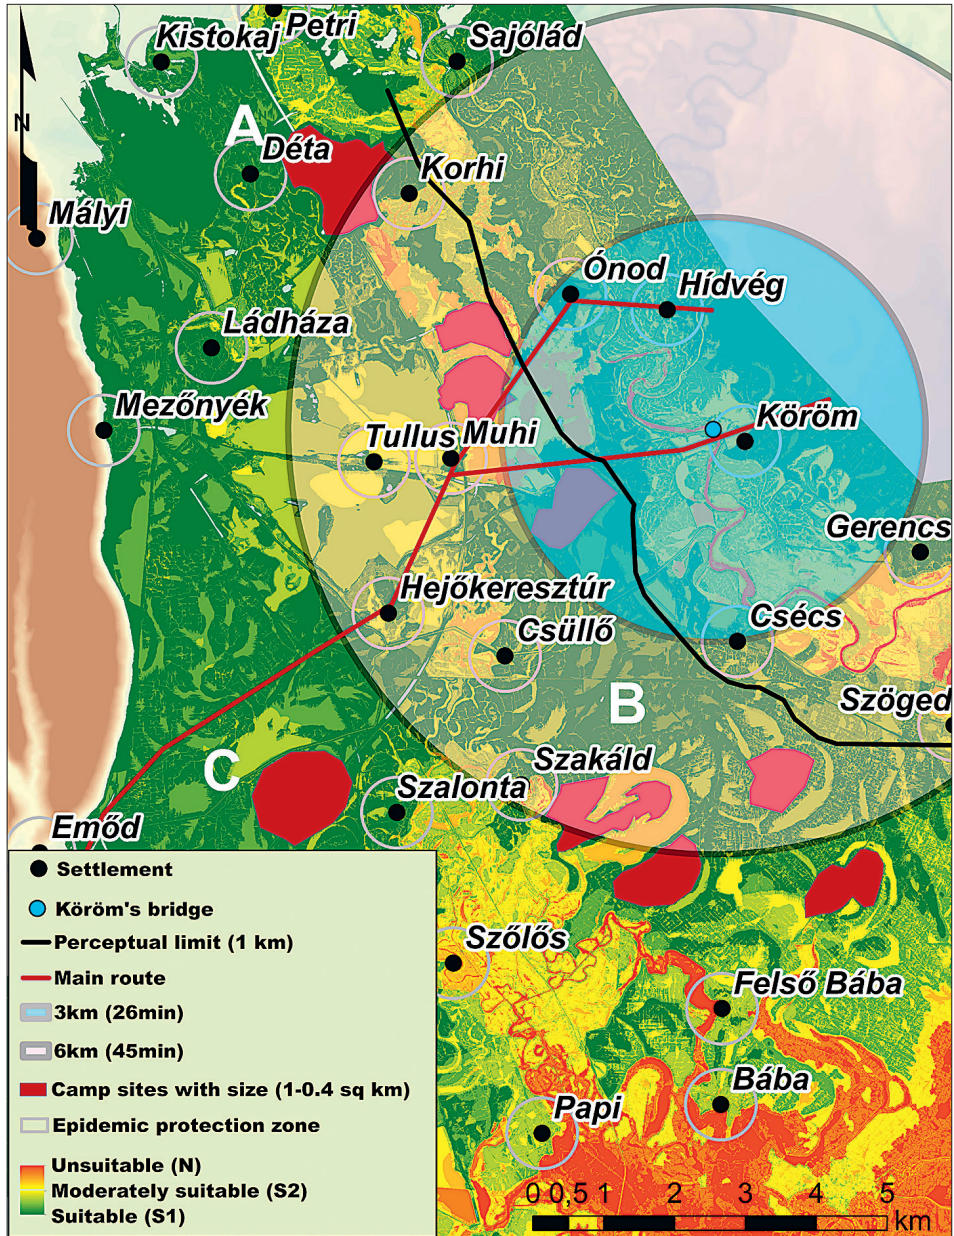 Petri
Kistokaj
Sajólád
A
N
Déta
Korhi
Mályi
Ónod
Hídvég
Ládháza
Mezőnyék
Tullus
Muhi
Köröm
Gerencs
Hejőkeresztúr
Csüllő
Csécs
B
Szöged
C
Szakáld
Szalonta
Emőd
Settlement
Köröm's bridge
Perceptual limit (1 km)
Main route
3km (26min)
6km (45min)
Camp sites with size (1-0.4 sq km)
Epidemic protection zone
Unsuitable (N)
Moderately suitable (S2)
Suitable (S1)
Szőlős
Felső Bába
Bába
Papi
0 0,5 1 2 3 4 5
km